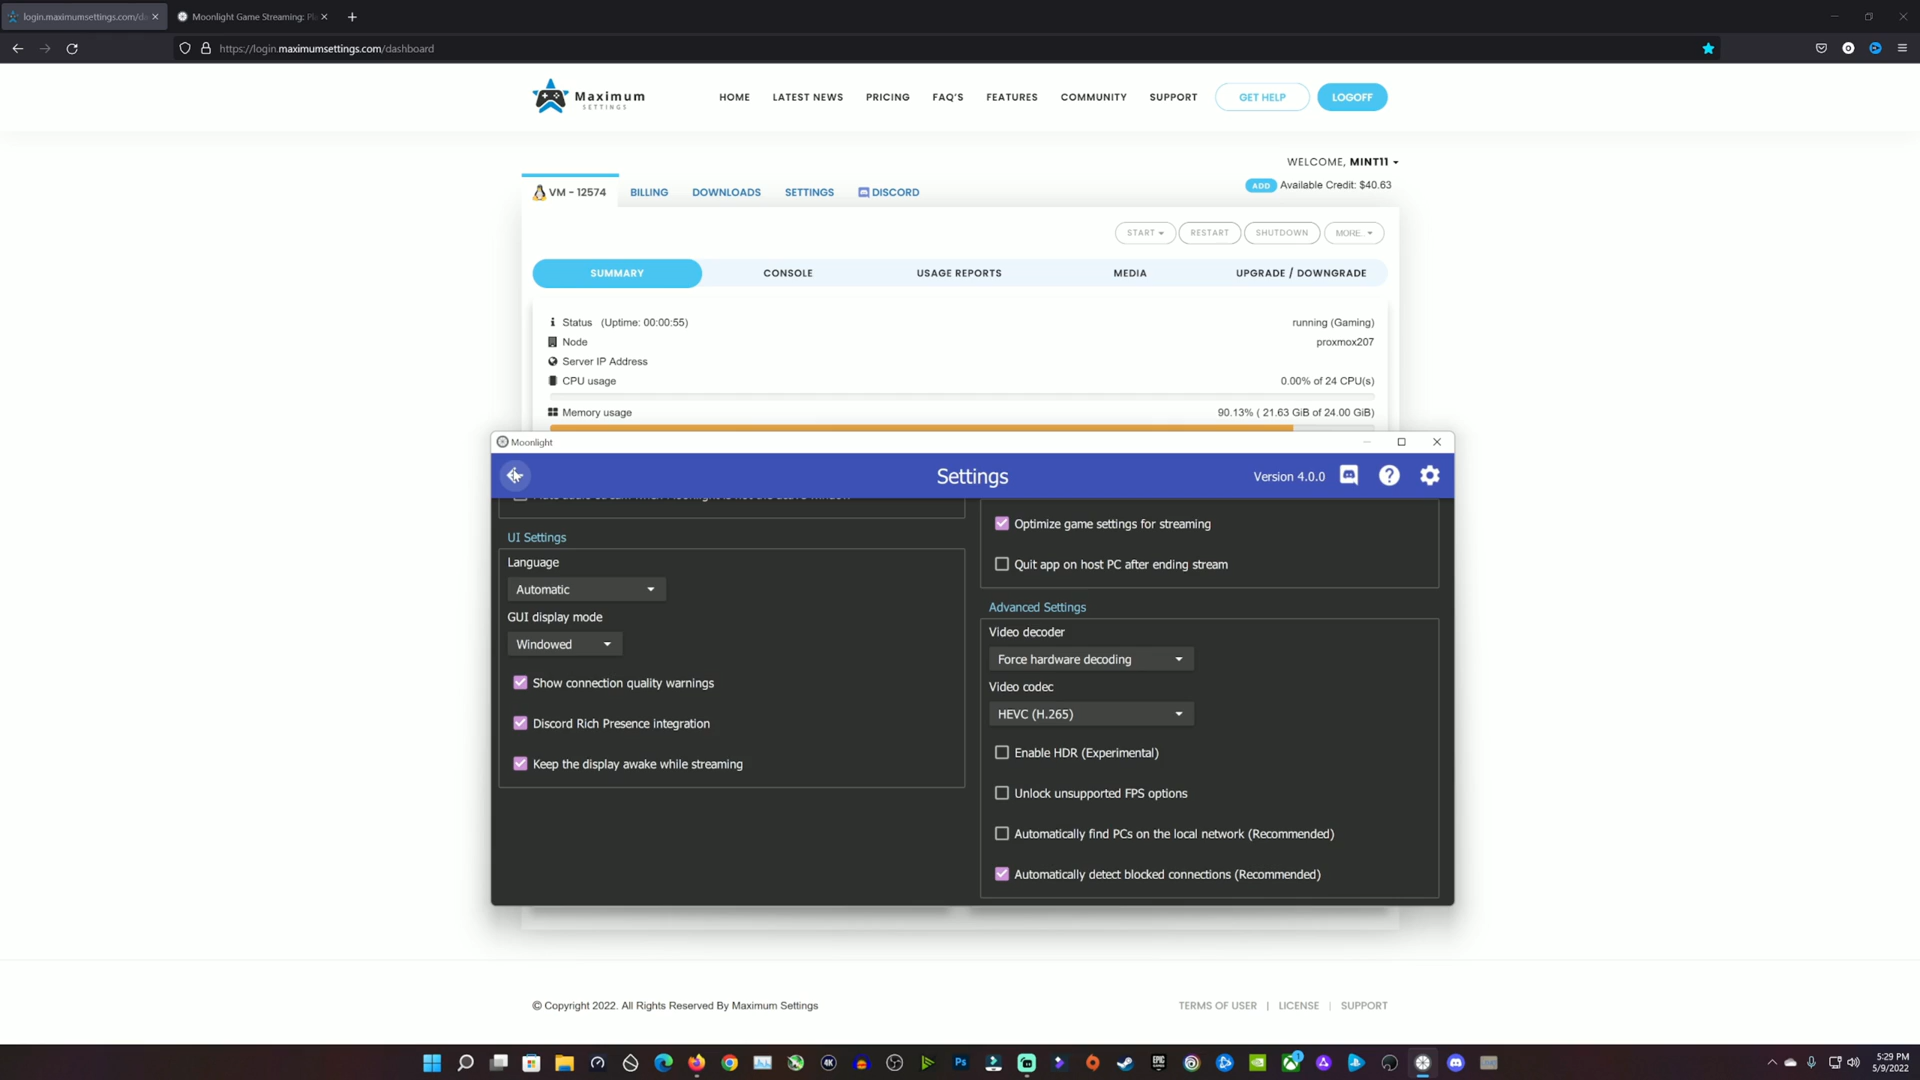 login.maximumsettings.com/da
Moonlight Game Streaming: Pl
https://login.maximumsettings.com/dashboard
Maximum
SETTINGS
HOME
LATEST NEWS
PRICING
FAQ'S
FEATURES
COMMUNITY
SUPPORT
GET HELP
LOGOFF
WELCOME, MINT11
ADD Available Credit: $40.63
VM - 12574
BILLING
DOWNLOADS
SETTINGS
DISCORD
START
RESTART
SHUTDOWN
MORE..
SUMMARY
CONSOLE
USAGE REPORTS
MEDIA
UPGRADE / DOWNGRADE
Status (Uptime: 00:00:55)
running (Gaming)
Node
proxmox207
Server IP Address
CPU usage
0.00% of 24 CPU(s)
Memory usage
90.13% ( 21.63 GiB of 24.00 GiB)
Moonlight
Settings
Version 4.0.0
UI Settings
Language
Automatic
GUI display mode
Windowed
Show connection quality warnings
Discord Rich Presence integration
Keep the display awake while streaming
Optimize game settings for streaming
Quit app on host PC after ending stream
Advanced Settings
Video decoder
Force hardware decoding
Video codec
HEVC (H.265)
Enable HDR (Experimental)
Unlock unsupported FPS options
Automatically find PCs on the local network (Recommended)
Automatically detect blocked connections (Recommended)
© Copyright 2022. All Rights Reserved By Maximum Settings
TERMS OF USER | LICENSE | SUPPORT
4K
Ps
EPIC
5:29 PM
5/9/2022